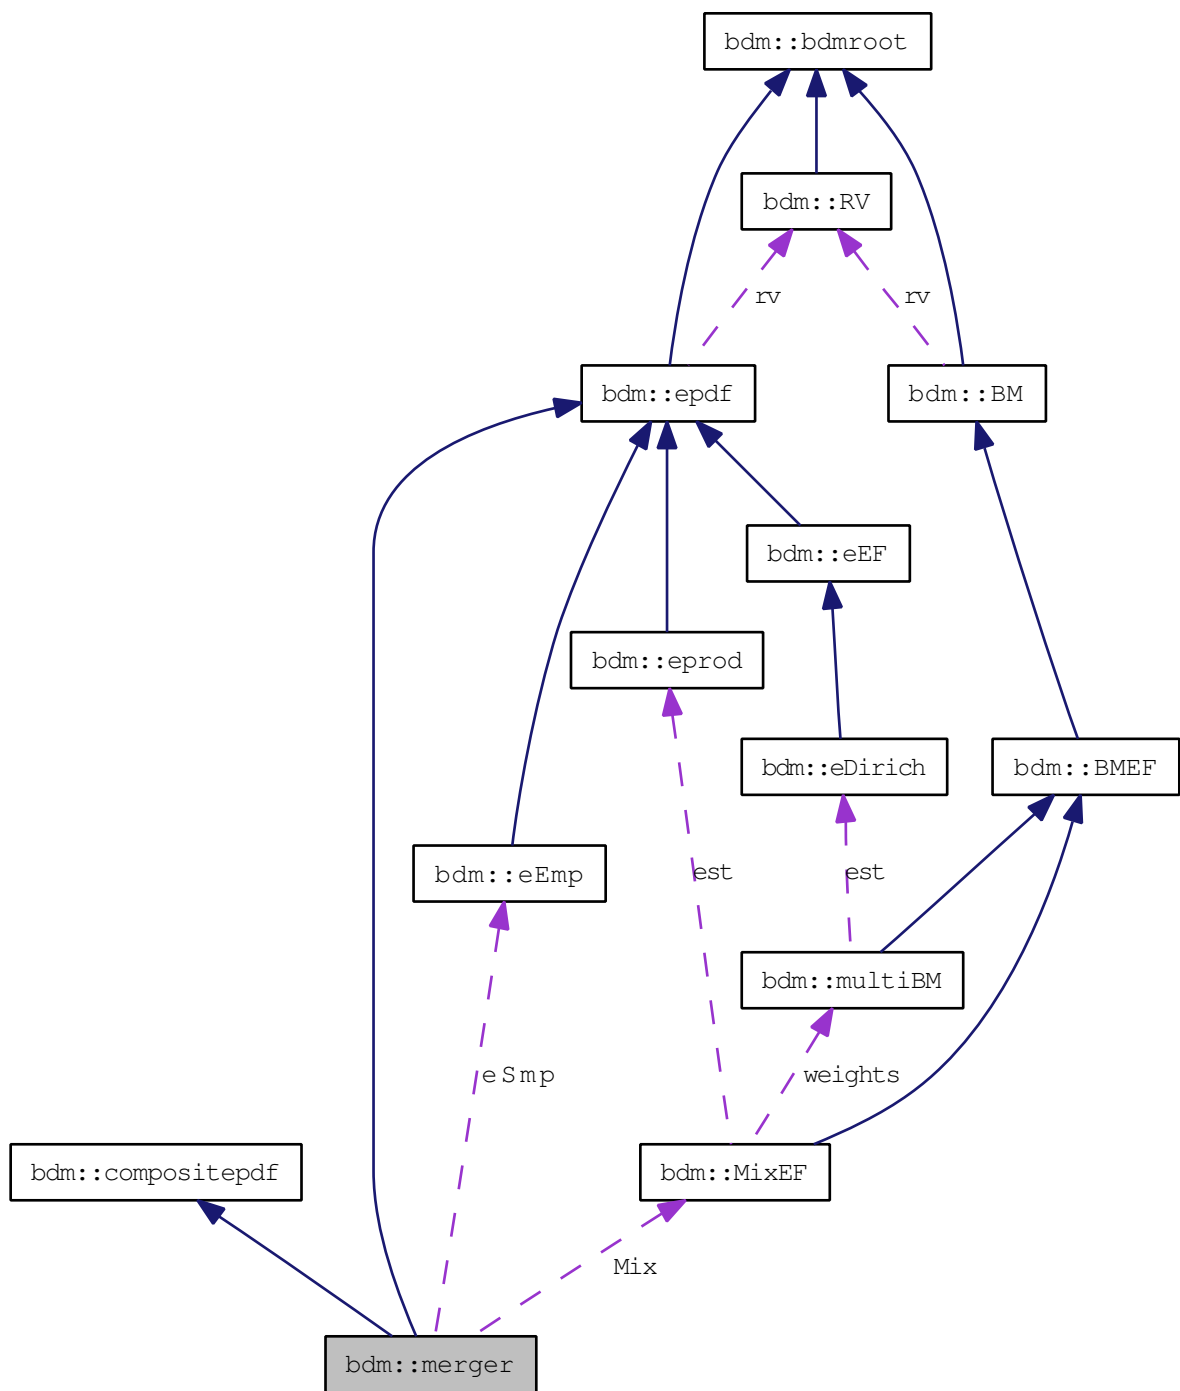 bdm::bdmroot
bdm::RV
rv
rv
bdm::epdf
bdm::BM
bdm::eEF
bdm::eprod
bdm::eDirich
bdm::BMEF
bdm::eEmp
est
est
bdm::multiBM
eSmp
weights
bdm::compositepdf
bdm::MixEF
Mix
bdm::merger